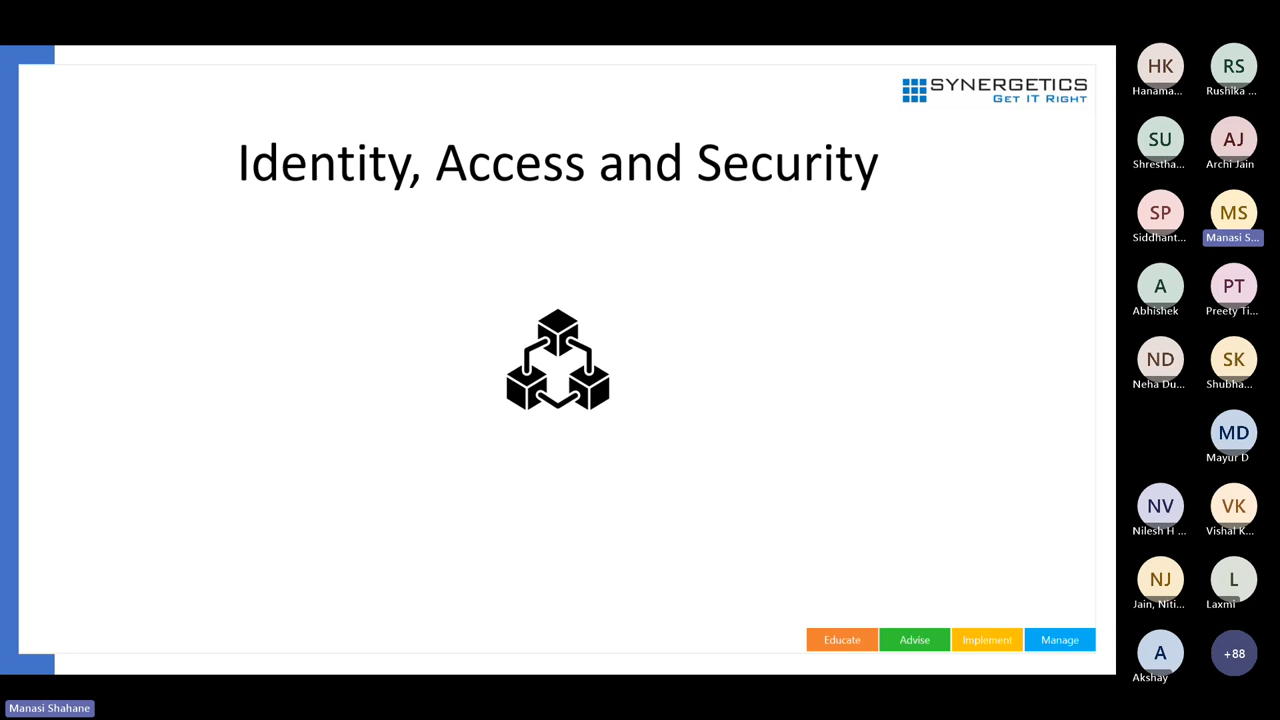 SYNERGETICS
GET IT RIGHT
Identity, Access and Security
Educate Advise Implement Manage
HK RS
Hanama... Rushika ...
SU AJ
Shrestha... Archi Jain
SP MS
Siddhant... Manasi S...
A PT
Abhishek Preety Ti...
ND SK
Neha Du... Shubha...
MD
Mayur D
NV VK
Nilesh H ... Vishal K...
NJ L
Jain, Niti... Laxmi
A +88
Akshay
Manasi Shahane